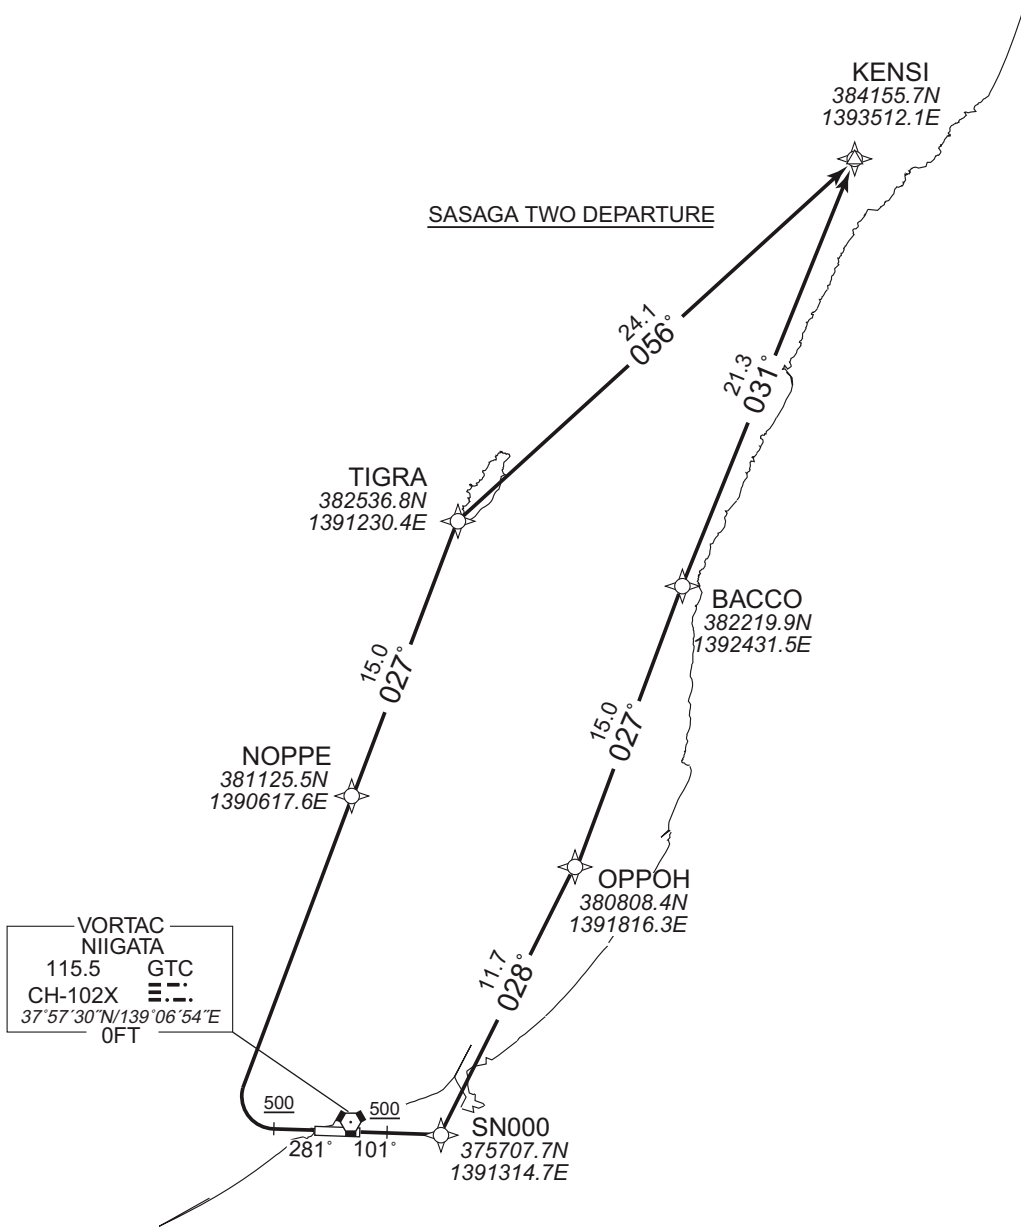 KENSI
384155.7N
1393512.1E
SASAGA TWO DEPARTURE
24.1
056°
21.3
031°
TIGRA
382536.8N
1391230.4E
BACCO
382219.9N
1392431.5E
15.0
027°
15.0
027°
NOPPE
381125.5N
1390617.6E
OPPOH
380808.4N
1391816.3E
VORTAC
NIIGATA
115.5 GTC
CH-102X
37°57′30″N/139°06′54″E
0FT
11.7
028°
500
500
281° 101°
SN000
375707.7N
1391314.7E